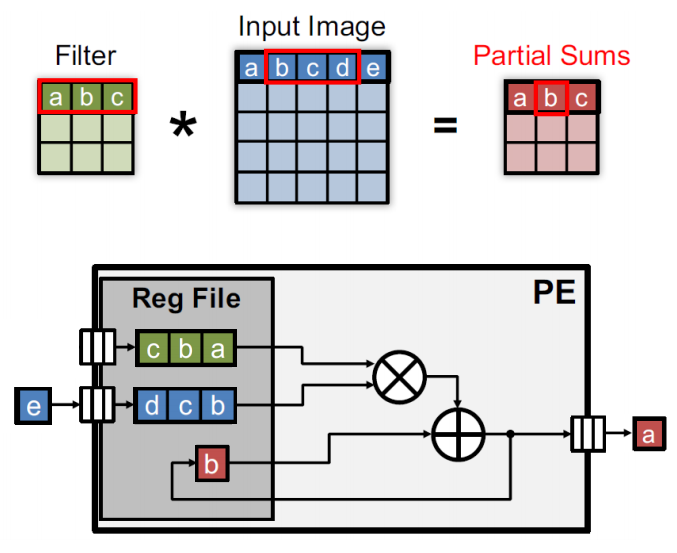 Filter
Input Image
Partial Sums
a b c
*
a b c d e
=
a b c
Reg File
PE
c b a
e
d c b
b
a